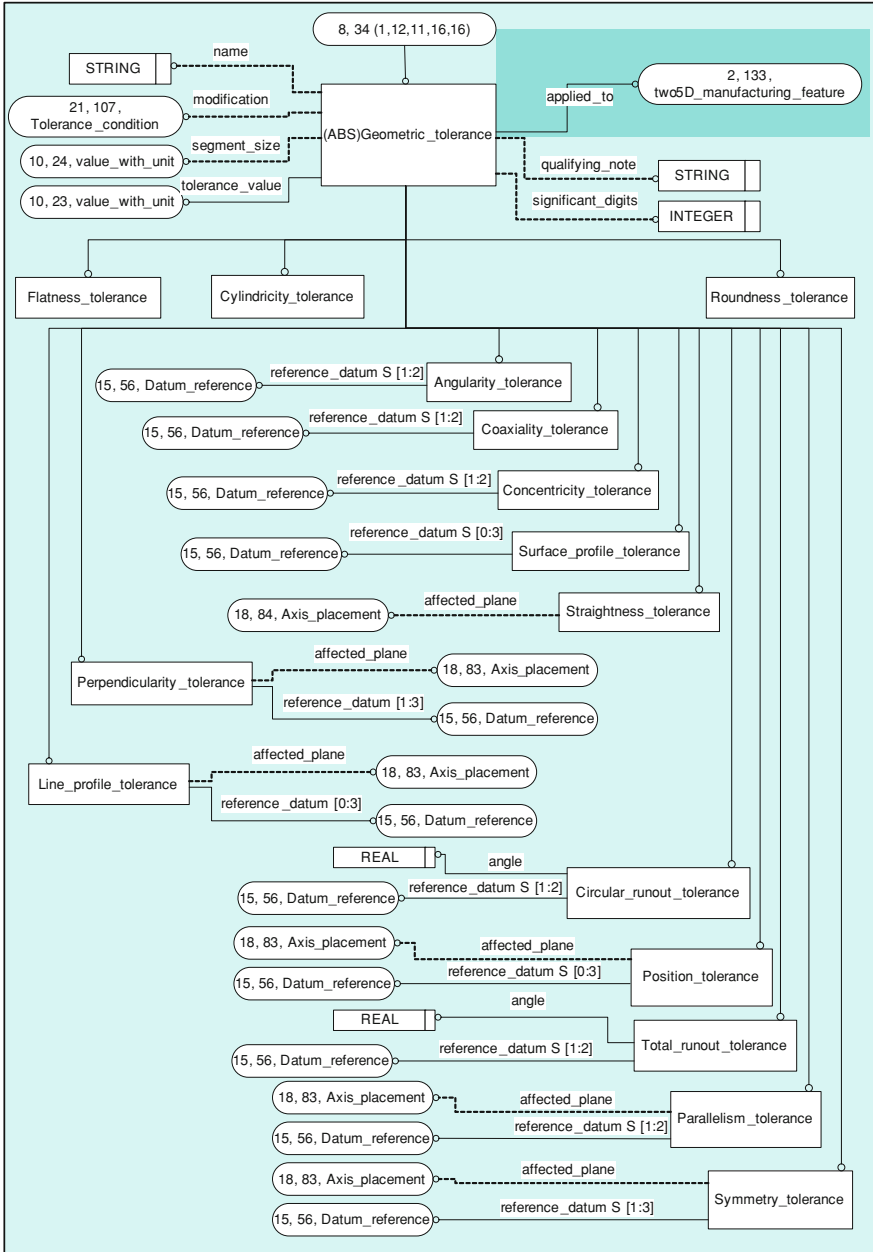 8, 34 (1,12,11,16,16)
name
STRING
2, 133,
two5D_manufacturing_feature
applied_to
modification
21, 107,
Tolerance_condition
(ABS)Geometric_tolerance
segment_size
10, 24, value_with_unit
qualifying_note
STRING
tolerance_value
10, 23, value_with_unit
significant_digits
INTEGER
Flatness_tolerance
Cylindricity_tolerance
Roundness_tolerance
reference_datum S [1:2]
15, 56, Datum_reference
Angularity_tolerance
reference_datum S [1:2]
15, 56, Datum_reference
Coaxiality_tolerance
reference_datum S [1:2]
15, 56, Datum_reference
Concentricity_tolerance
reference_datum S [0:3]
15, 56, Datum_reference
Surface_profile_tolerance
affected_plane
18, 84, Axis_placement
Straightness_tolerance
affected_plane
18, 83, Axis_placement
Perpendicularity_tolerance
reference_datum [1:3]
15, 56, Datum_reference
affected_plane
18, 83, Axis_placement
Line_profile_tolerance
reference_datum [0:3]
15, 56, Datum_reference
REAL
angle
reference_datum S [1:2]
15, 56, Datum_reference
Circular_runout_tolerance
18, 83, Axis_placement
affected_plane
Position_tolerance
reference_datum S [0:3]
15, 56, Datum_reference
angle
REAL
Total_runout_tolerance
reference_datum S [1:2]
15, 56, Datum_reference
18, 83, Axis_placement
affected_plane
Parallelism_tolerance
reference_datum S [1:2]
15, 56, Datum_reference
18, 83, Axis_placement
affected_plane
Symmetry_tolerance
reference_datum S [1:3]
15, 56, Datum_reference